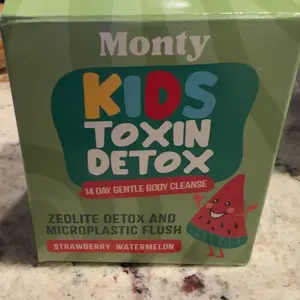 Monty
KIDS
TOXIN
DETOX
14 DAY GENTLE BODY CLEANSE
ZEOLITE DETOX AND
MICROPLASTIC FLUSH
STRAWBERRY WATERMELON